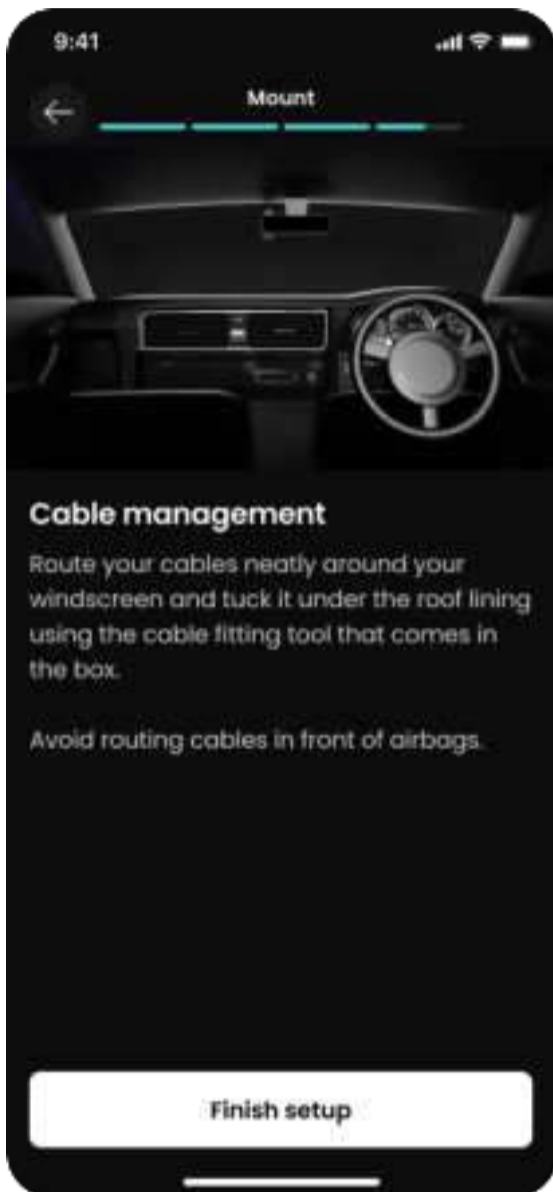 9:41
Mount
Cable management
Route your cables neatly around your
windscreen and tuck it under the roof lining
using the cable fitting tool that comes in
the box.
Avoid routing cables in front of airbags.
Finish setup